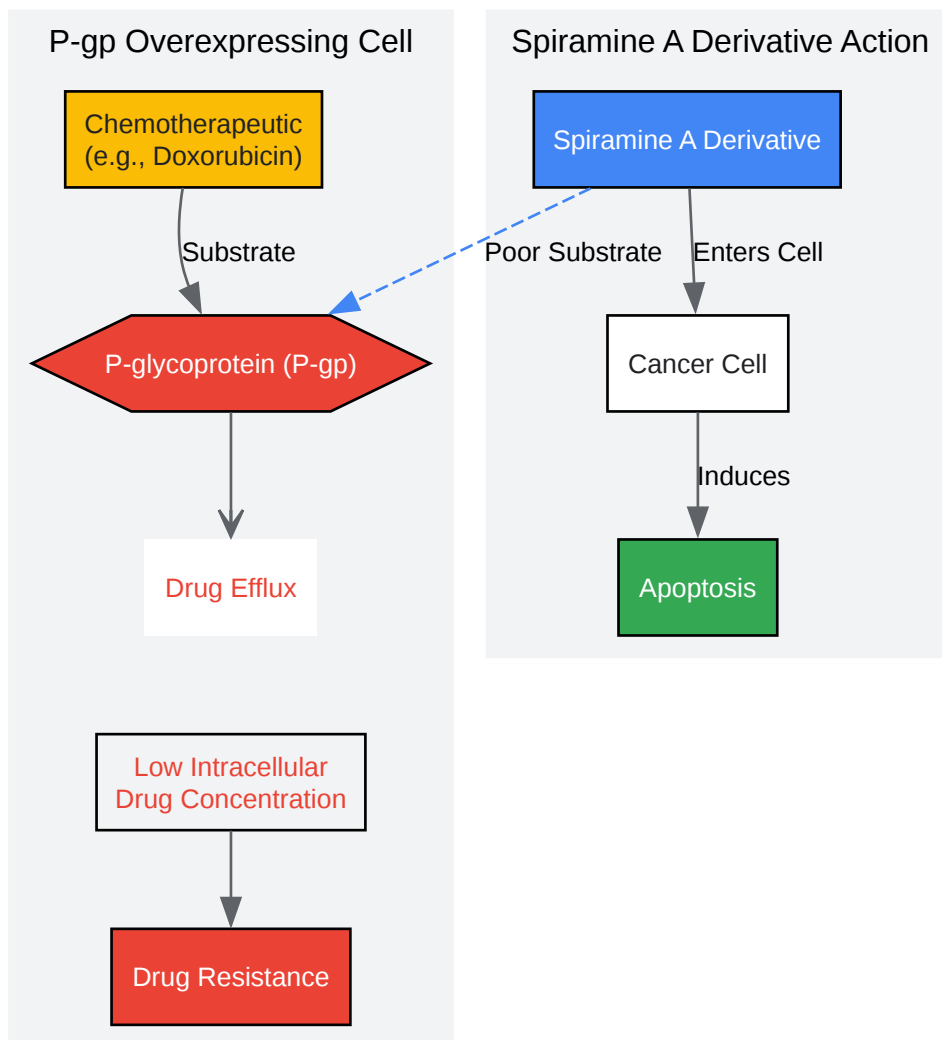 P-gp Overexpressing Cell
Chemotherapeutic
(e.g., Doxorubicin)
Substrate
P-glycoprotein (P-gp)
Drug Efflux
Low Intracellular
Drug Concentration
Drug Resistance
Spiramine A Derivative Action
Spiramine A Derivative
Poor Substrate
Enters Cell
Cancer Cell
Induces
Apoptosis